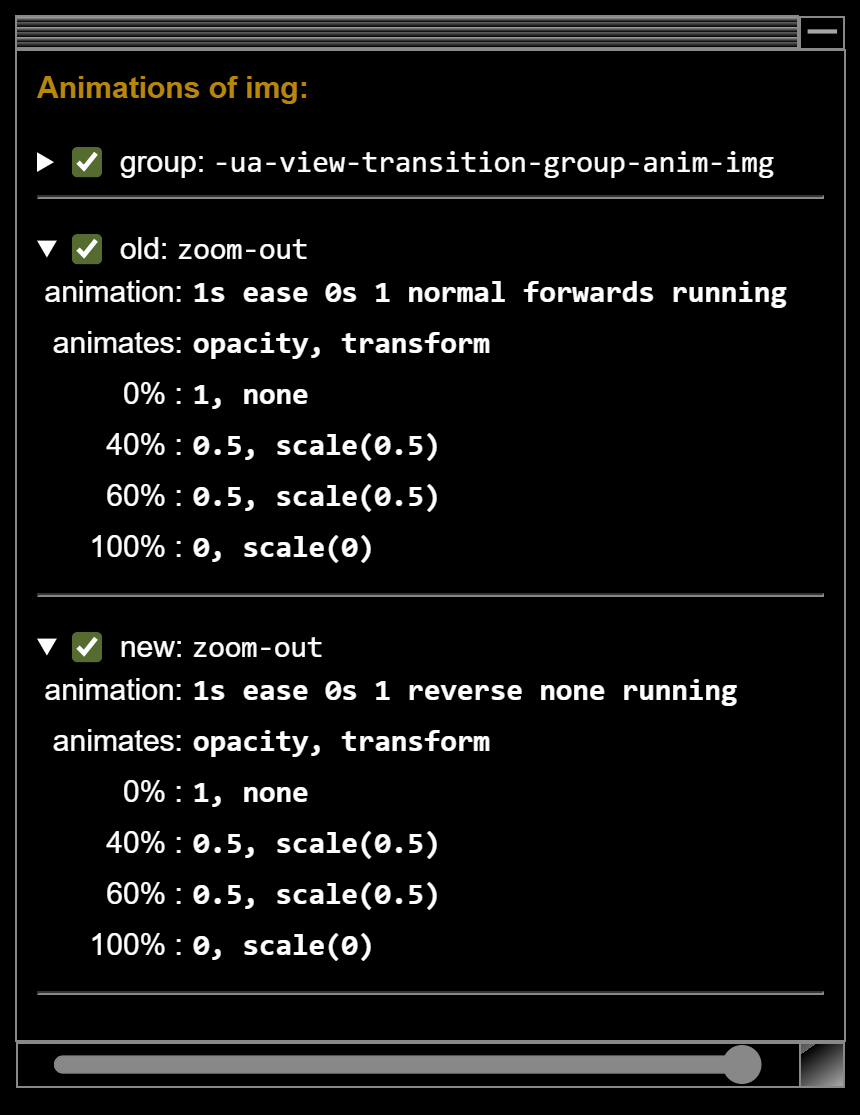 Animations of img:
group: -ua-view-transition-group-anim-img
old: zoom-out
animation: 1s ease 0s 1 normal forwards running
animates: opacity, transform
0% : 1, none
40% : 0.5, scale(0.5)
60% : 0.5, scale(0.5)
100% : 0, scale(0)
new: zoom-out
animation: 1s ease 0s 1 reverse none running
animates: opacity, transform
0% : 1, none
40% : 0.5, scale(0.5)
60% : 0.5, scale(0.5)
100% : 0, scale(0)